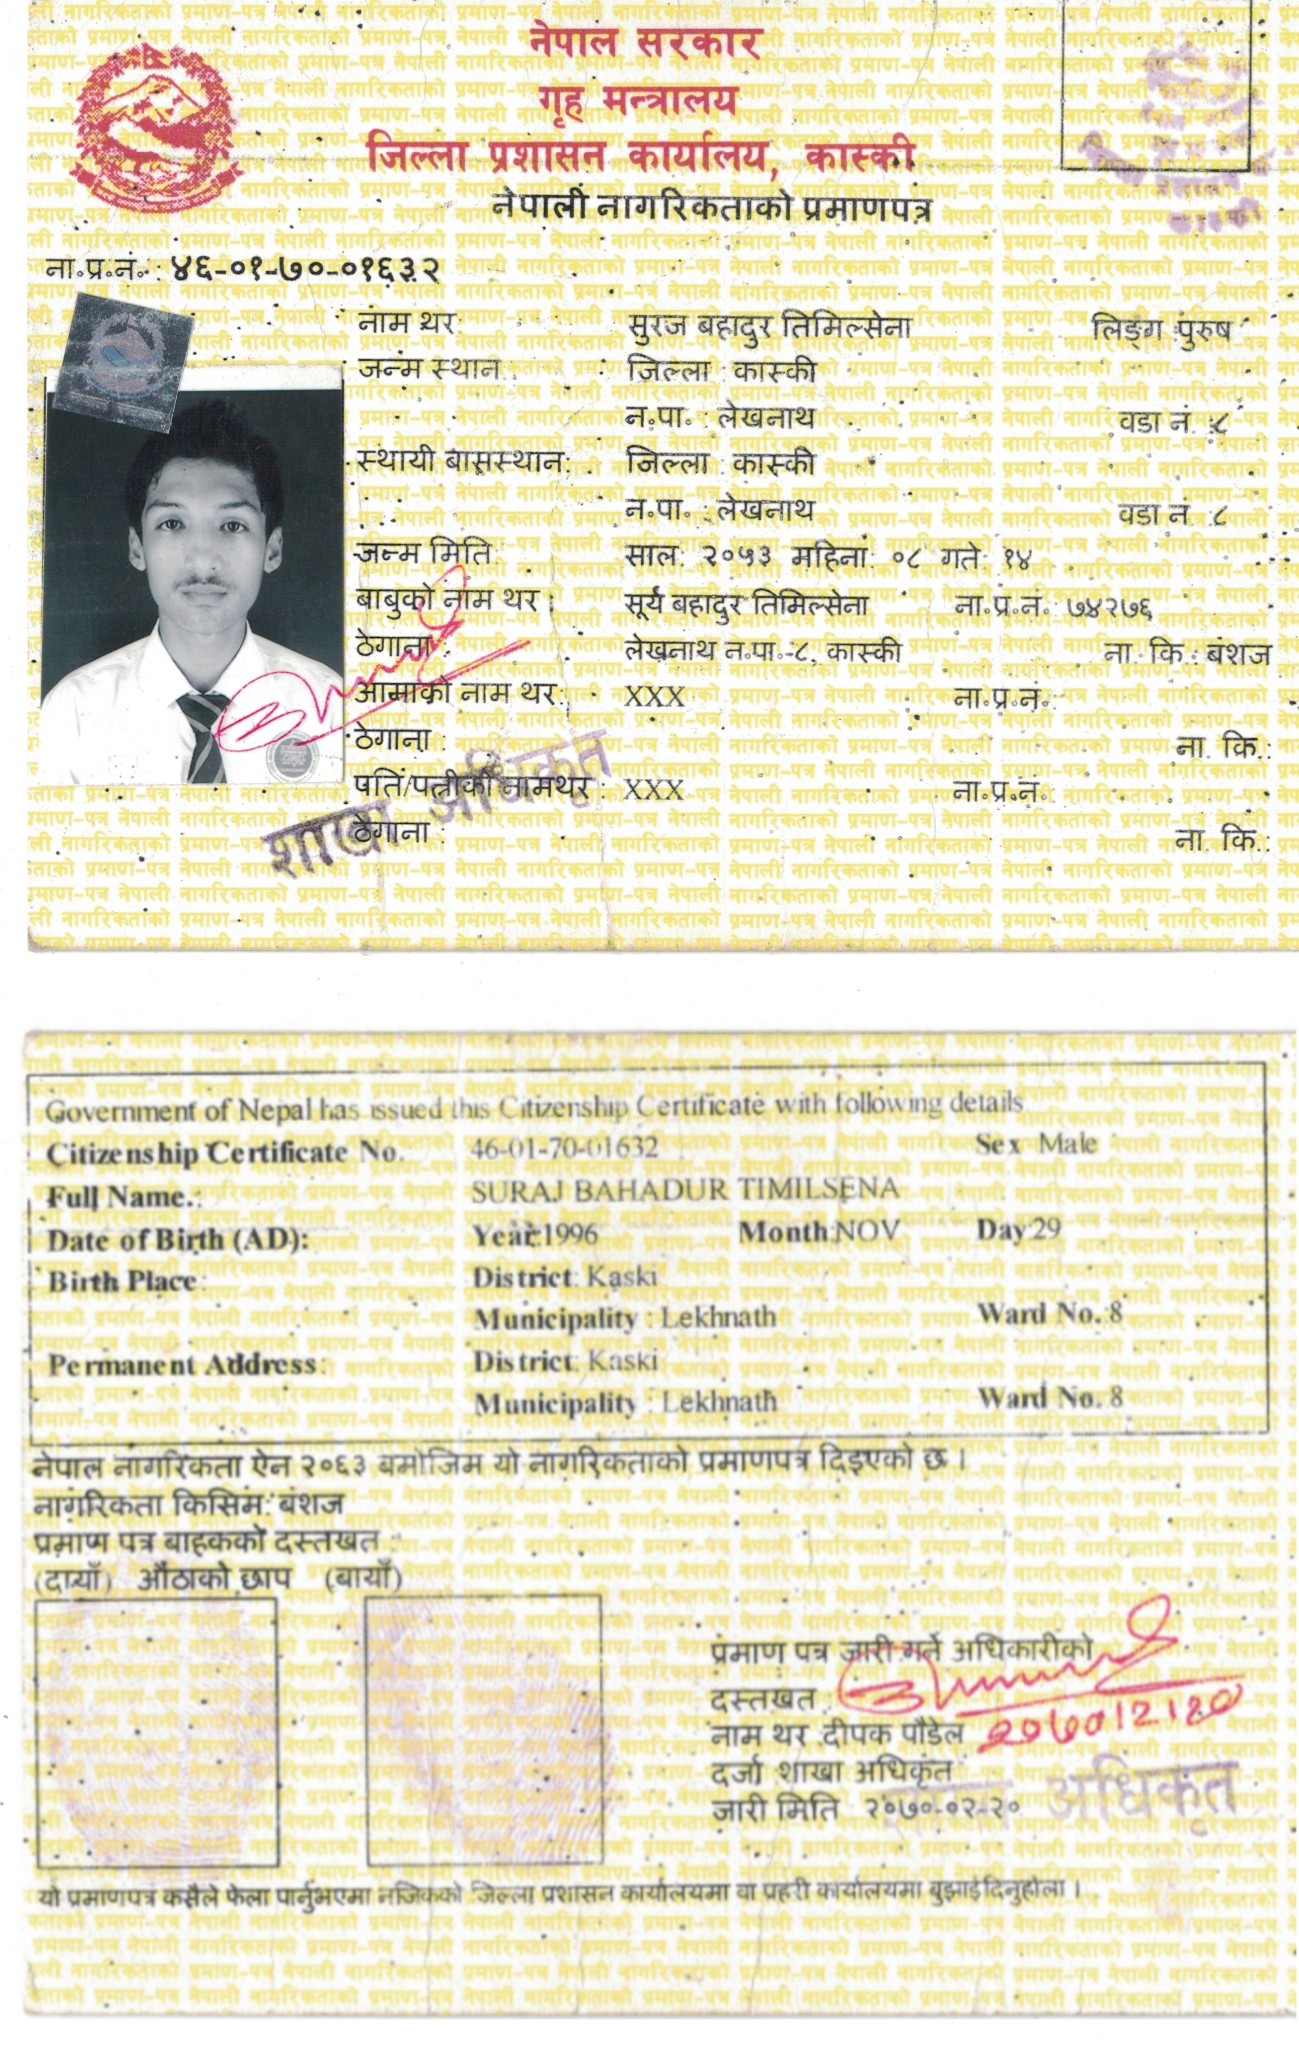 नेपाल सरकार
गृह मन्त्रालय
जिल्ला प्रशासन कार्यालय, कास्की
नेपाली नागरिकताको प्रमाणपत्र
ना.प्र.नं. : ४६-०१-७०-०१६३२
नाम थर : सुरज बहादुर तिमिल्सेना लिङ्ग : पुरुष
जन्म स्थान : जिल्ला : कास्की
न.पा. : लेखनाथ वडा नं. : ८
स्थायी बासस्थान : जिल्ला : कास्की
न.पा. : लेखनाथ वडा नं. : ८
जन्म मिति : साल: २०५३ महिना: ०८ गते: १४
बाबुको नाम थर : सूर्य बहादुर तिमिल्सेना ना.प्र.नं. : ७४२७६
ठेगाना : लेखनाथ न.पा.-८, कास्की ना. कि. : बंशज
आमाको नाम थर : XXX ना.प्र.नं.
ठेगाना : ना. कि. :
पति/पत्नीको नामथर : XXX ना.प्र.नं.
ठेगाना : ना. कि. :
शाखा अधिकृत
Government of Nepal has issued this Citizenship Certificate with following details
Citizenship Certificate No. 46-01-70-01632 Sex Male
Full Name.: SURAJ BAHADUR TIMILSENA
Date of Birth (AD): Year:1996 Month:NOV Day:29
Birth Place: District: Kaski
Municipality : Lekhnath Ward No.:8
Permanent Address: District: Kaski
Municipality : Lekhnath Ward No. 8
नेपाल नागरिकता ऐन २०६३ बमोजिम यो नागरिकताको प्रमाणपत्र दिइएको छ ।
नागरिकता किसिम: बंशज
प्रमाण पत्र बाहकको दस्तखत :
(दायाँ) औंठाको छाप (बायाँ)
प्रमाण पत्र जारी गर्ने अधिकारीको
दस्तखत :
नाम थर : दीपक पौडेल २०७०।२।२०
दर्जा : शाखा अधिकृत
जारी मिति : २०७०-०२-२०
अधिकृत
यो प्रमाणपत्र कसैले फेला पार्नुभएमा नजिकको जिल्ला प्रशासन कार्यालयमा वा प्रहरी कार्यालयमा बुझाईदिनुहोला ।